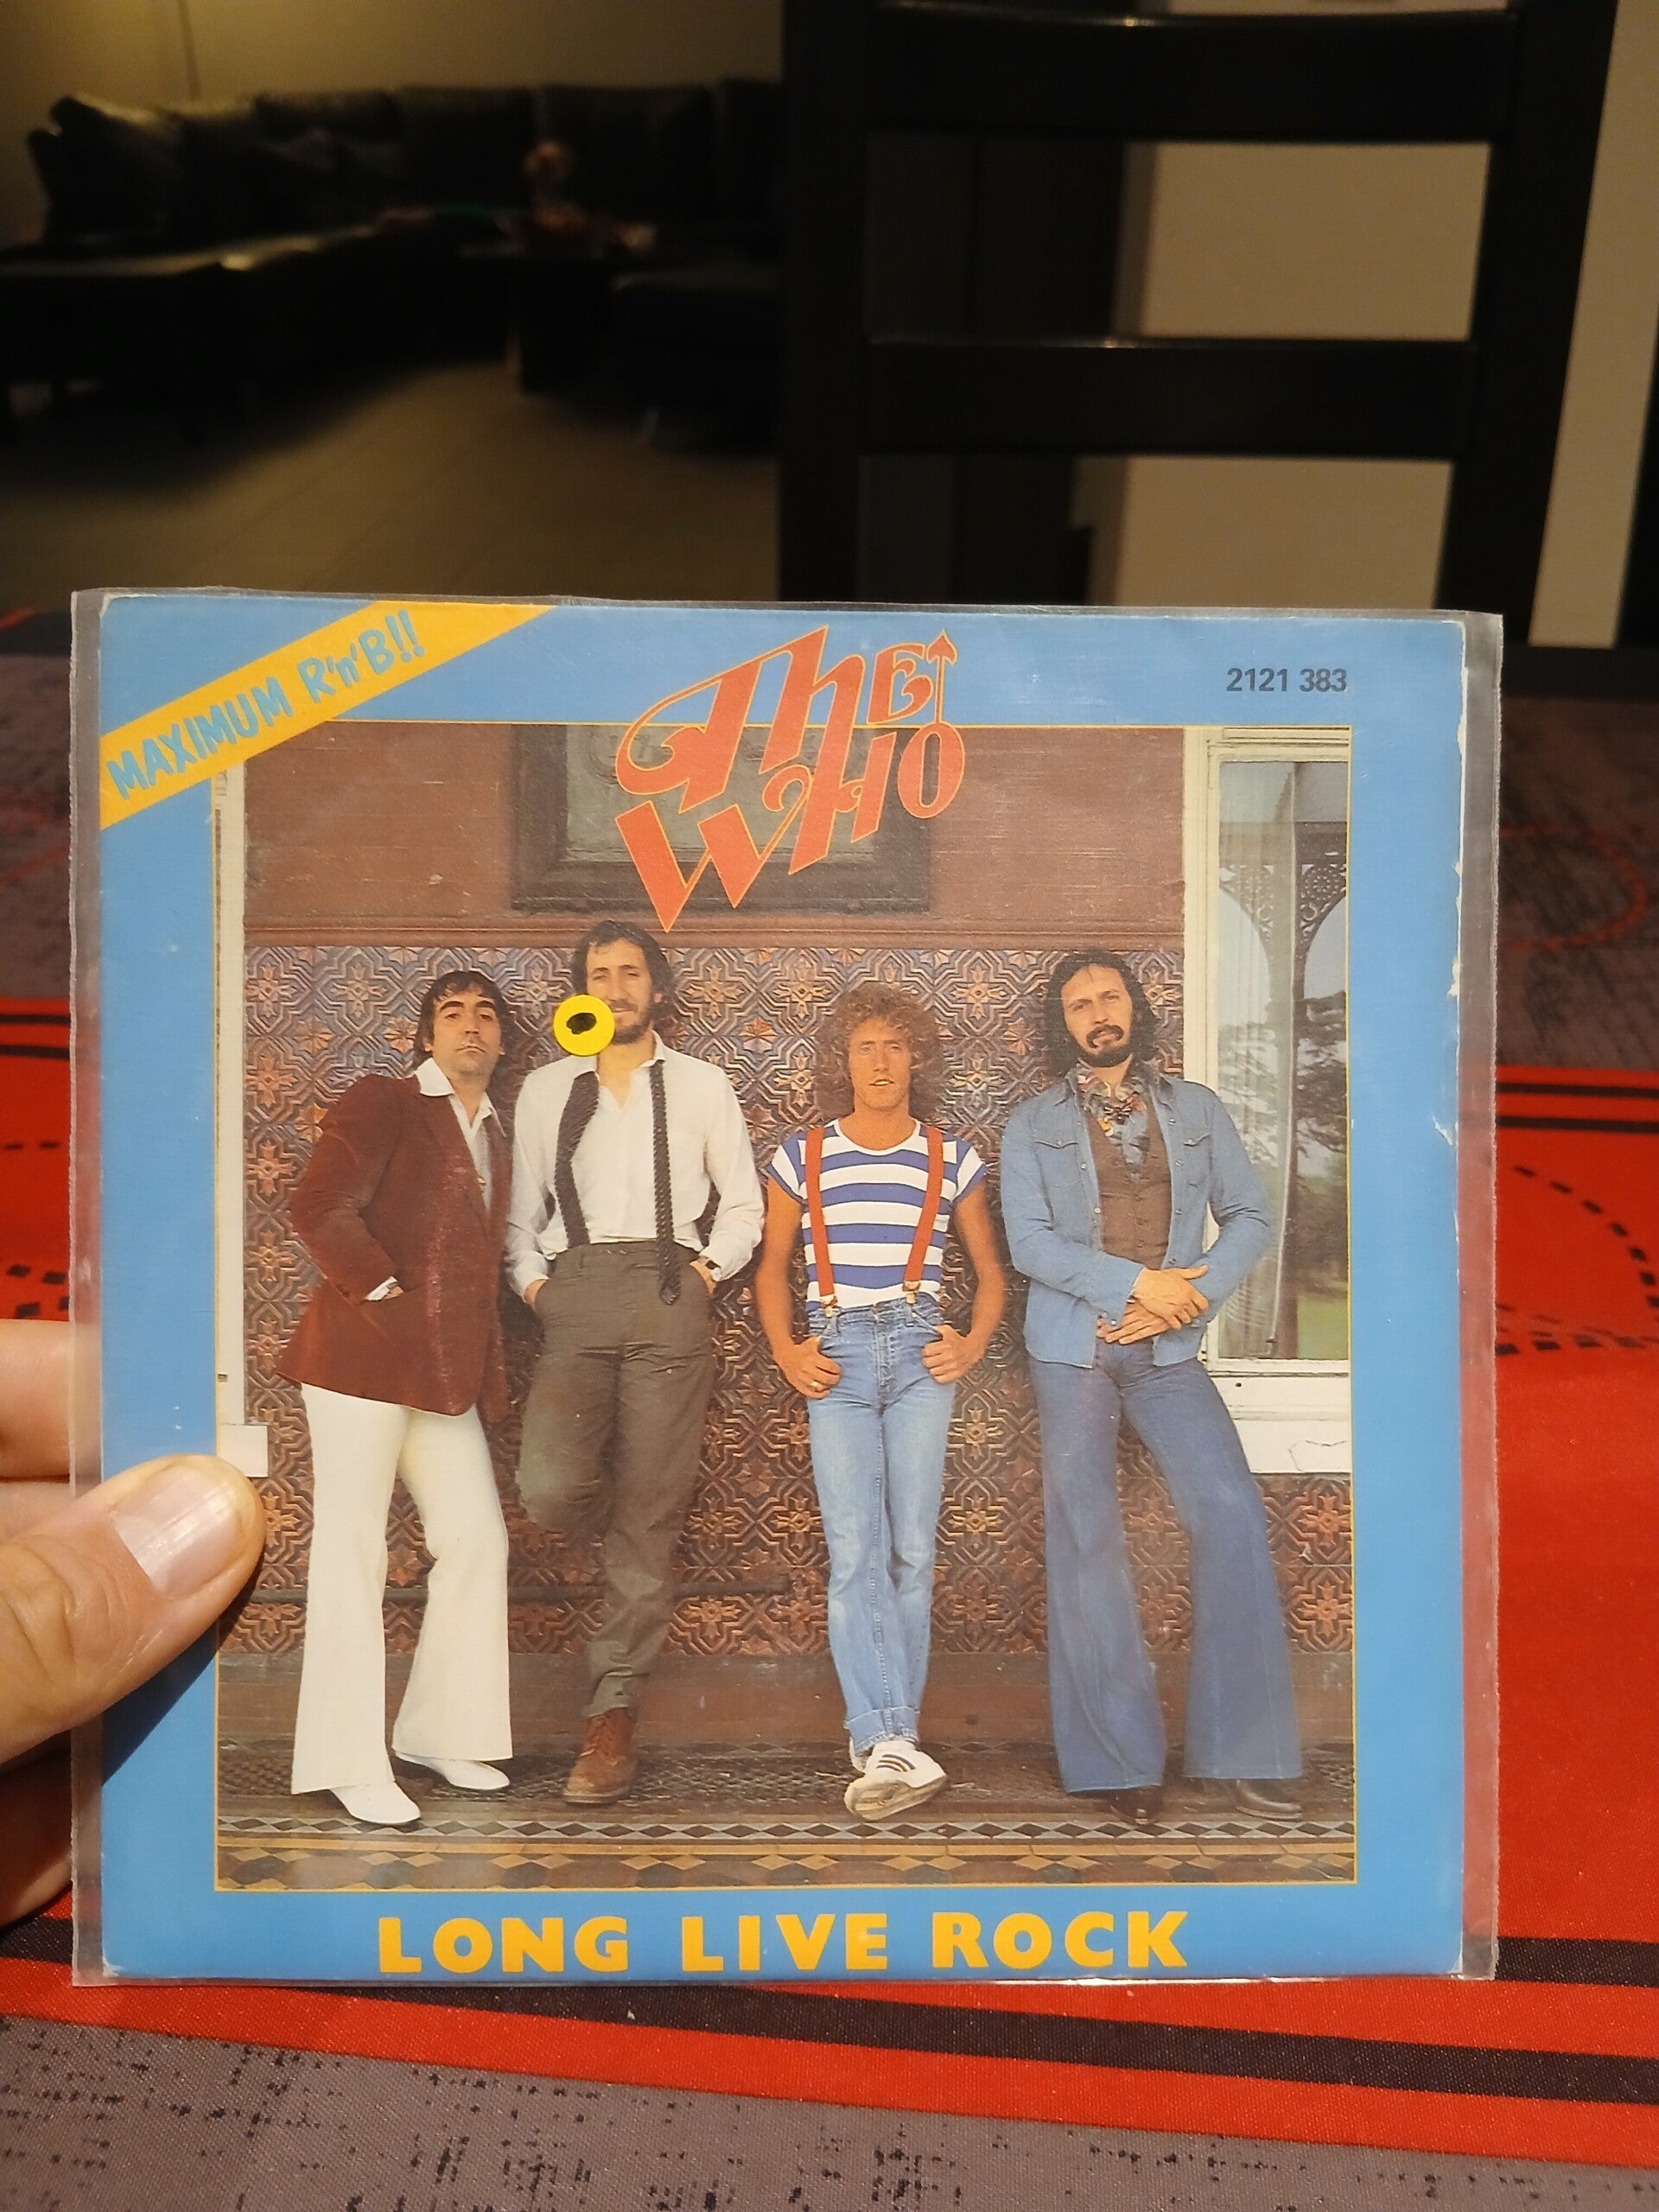 MAXIMUM R'n'B!!
THE
WHO
2121 383
LONG LIVE ROCK